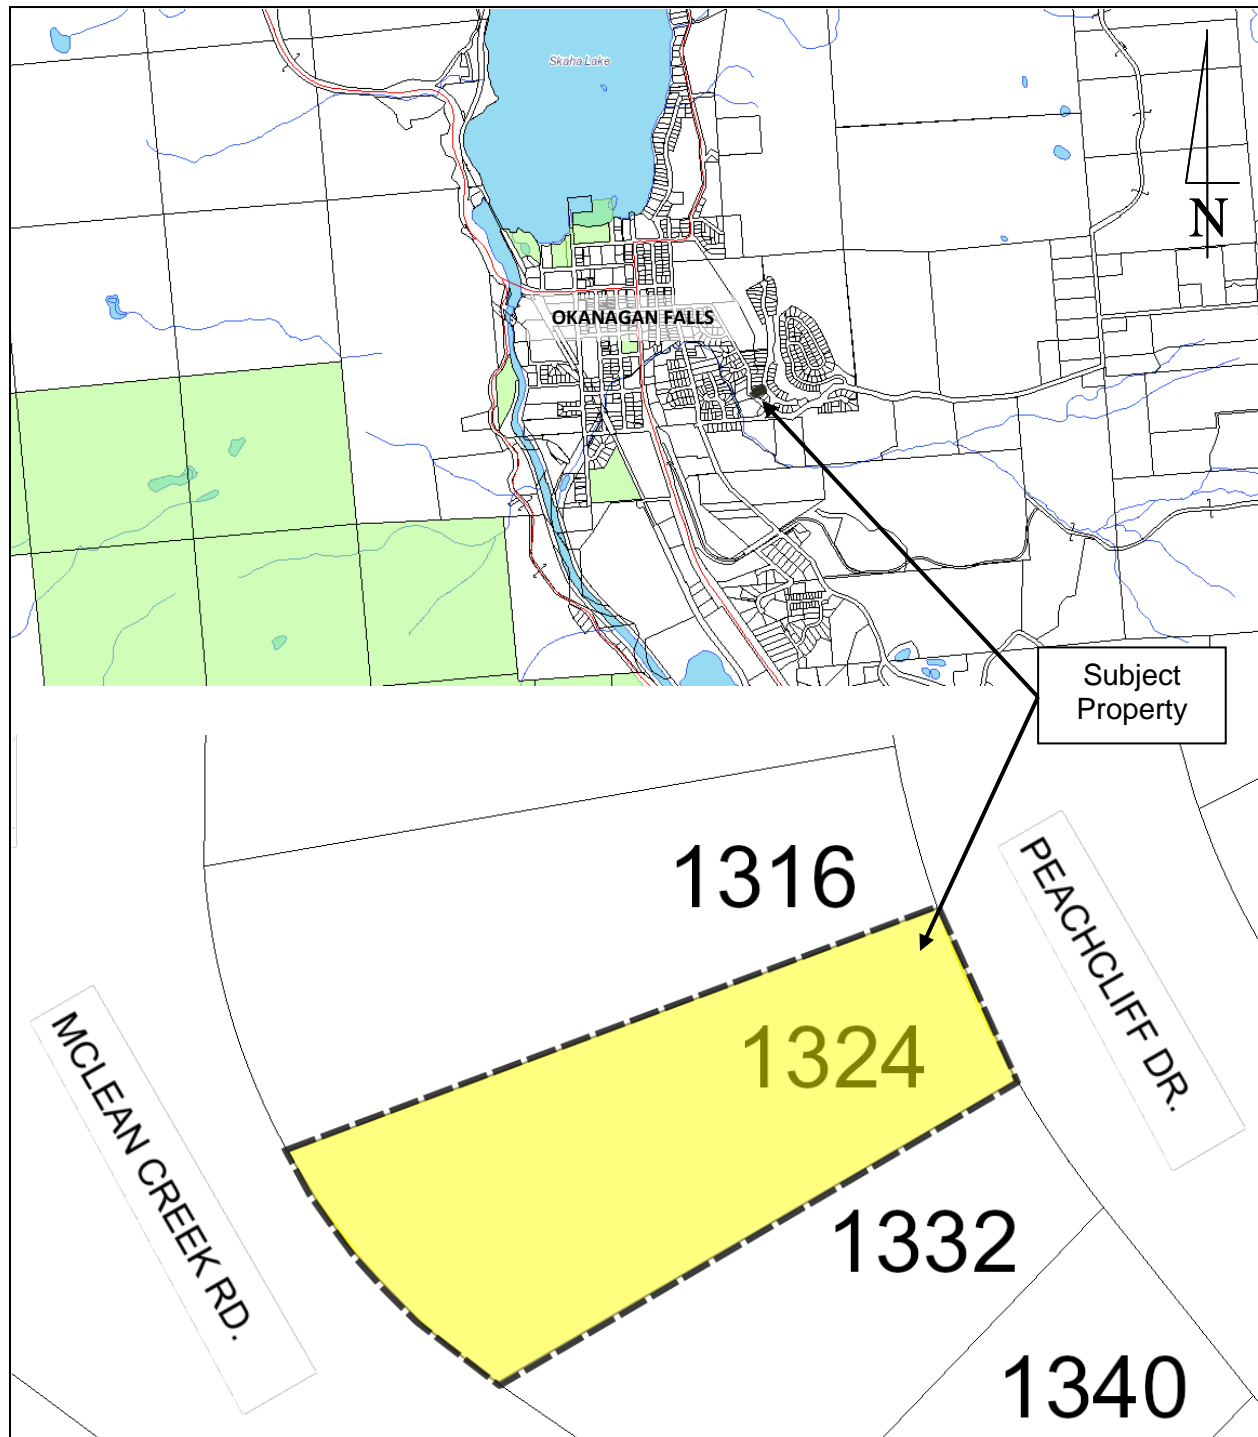 Skaha Lake
N
OKANAGAN FALLS
Subject
Property
1316
PEACHCLIFF DR.
1324
MCLEAN CREEK RD.
1332
1340